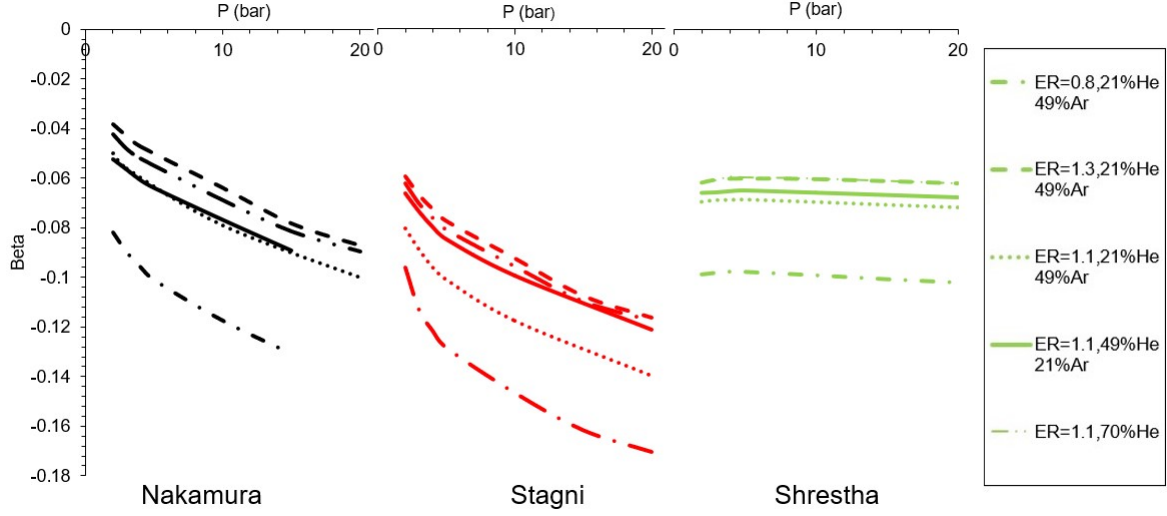 P (bar)
P (bar)
P (bar)
0
0
10
20
0
10
20
0
10
20
-0.02
-0.04
-0.06
-0.08
-0.1
-0.12
-0.14
-0.16
-0.18
Beta
Nakamura
Stagni
Shrestha
ER=0.8,21%He
49%Ar
ER=1.3,21%He
49%Ar
ER=1.1,21%He
49%Ar
ER=1.1,49%He
21%Ar
ER=1.1,70%He